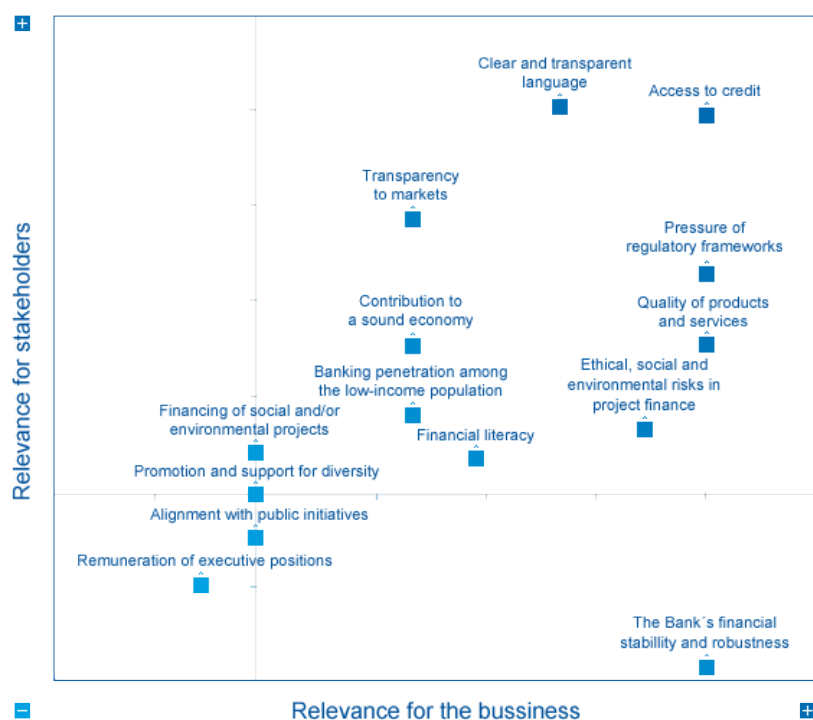 Clear and transparent
language
Access to credit
Transparency
to markets
Pressure of
regulatory frameworks
Contribution to
a sound economy
Quality of products
and services
Banking penetration among
the low-income population
Ethical, social and
environmental risks in
project finance
Financing of social and/or
environmental projects
Financial literacy
Promotion and support for diversity
Alignment with public initiatives
Remuneration of executive positions
The Bank´s financial
stabillity and robustness
Relevance for stakeholders
Relevance for the bussiness